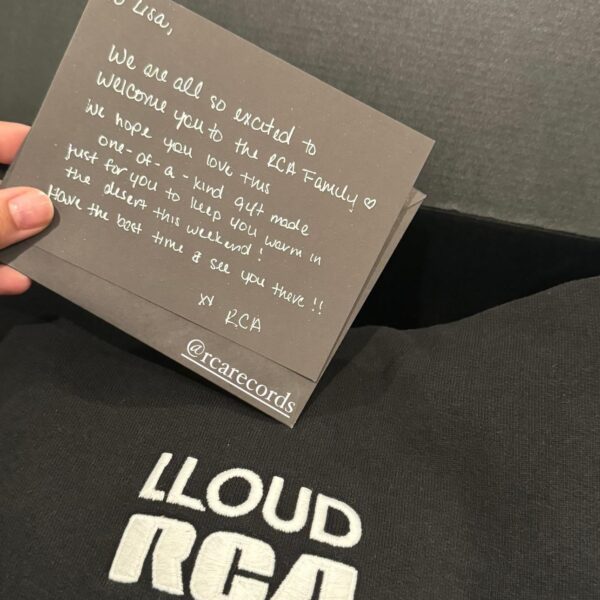 o Lisa,
We are all so excited to
welcome you to the RCA Family ♡
We hope you love this
one-of-a-kind gift made
just for you to keep you warm in
the desert this weekend!
Have the best time & see you there!!
RCA
@rcarecords
LLOUD
RCA